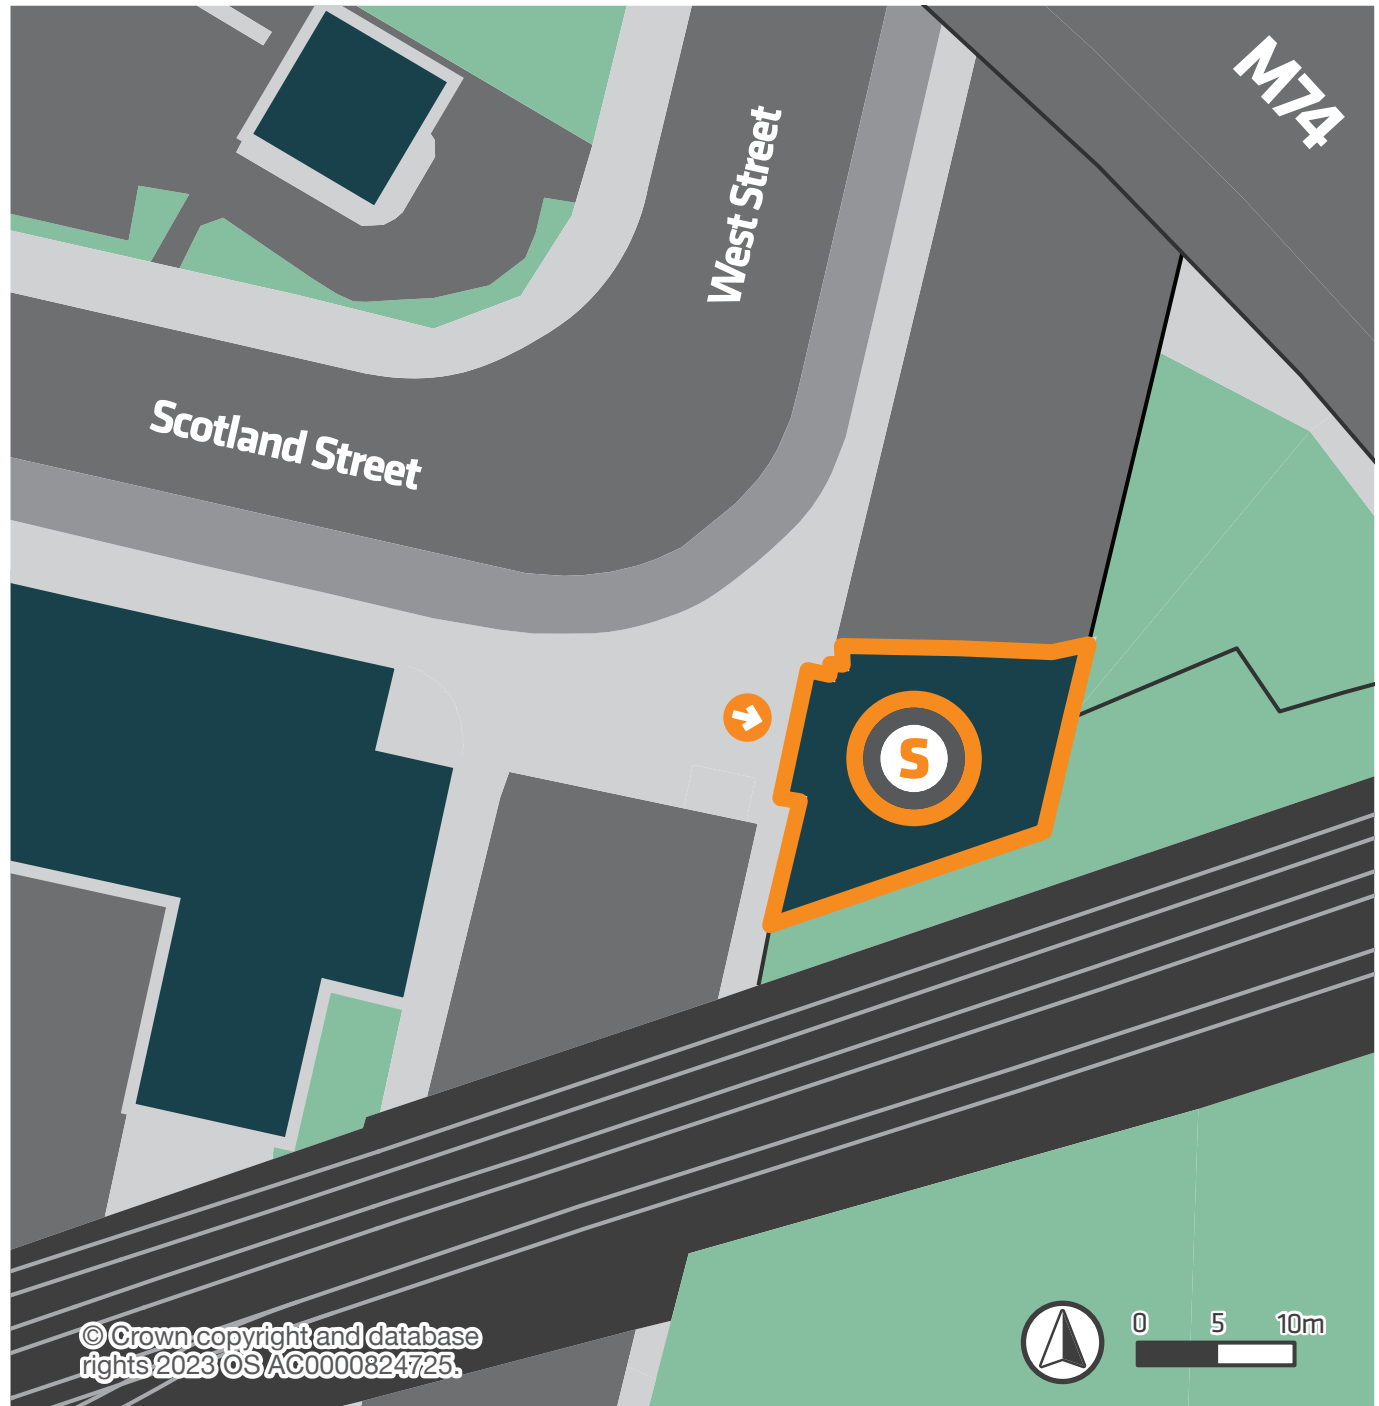 M74
West Street
Scotland Street
S
0 5 10m
© Crown copyright and database
rights 2023 OS AC0000824725.